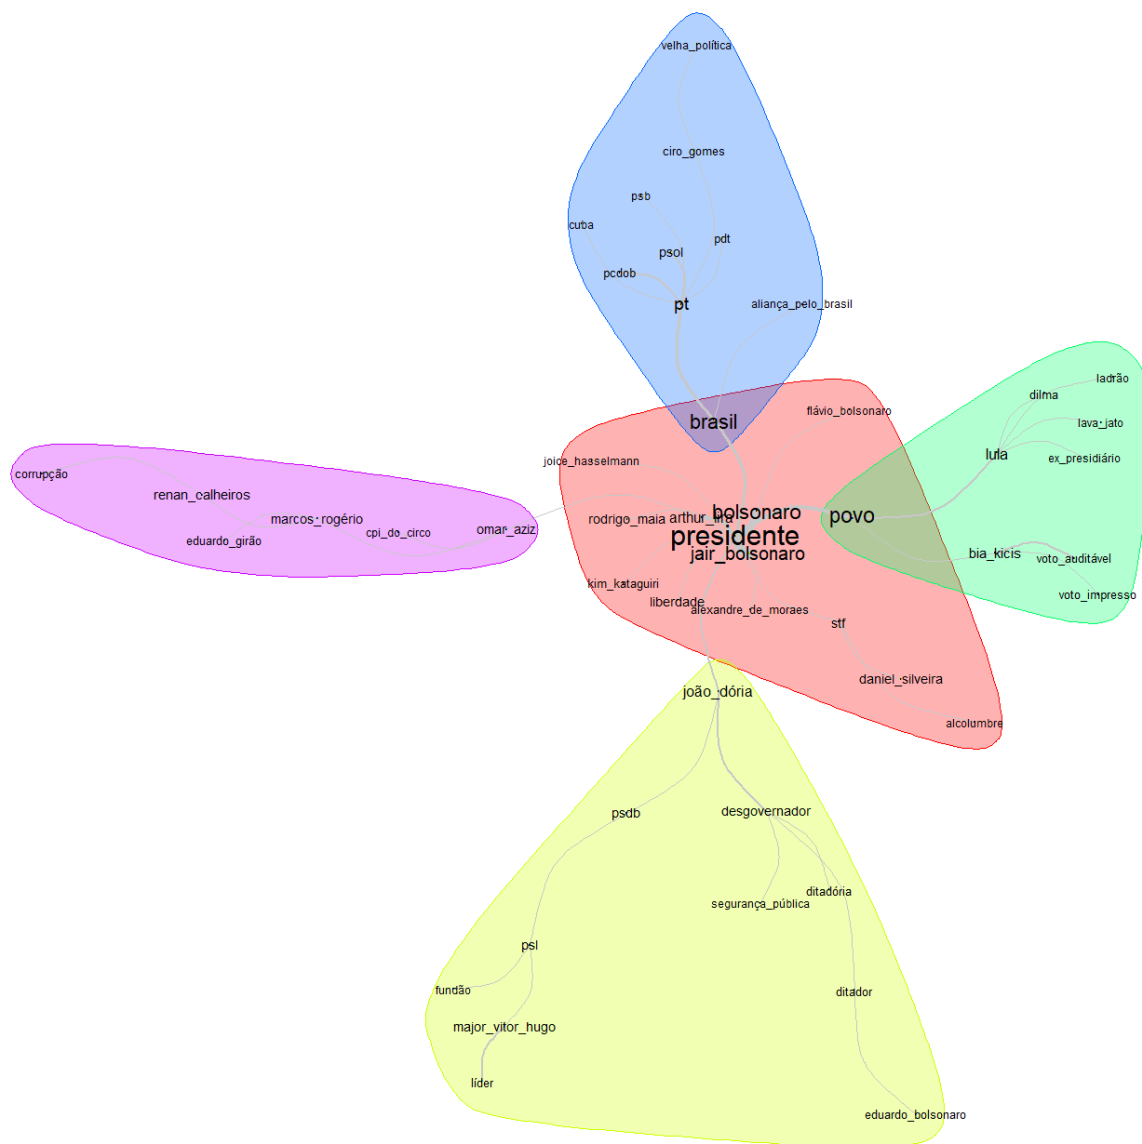 velha_política
ciro_gomes
psb
cuba
pdt
psol
pcdob
pt
aliança_pelo_brasil
brasil
flávio_bolsonaro
ladrão
dilma
lava_jato
lula
ex_presidiário
joice_hasselmann
corrupção
renan_calheiros
marcos_rogério
eduardo_girão
cpi_do_circo
omar_aziz
bolsonaro
povo
rodrigo_maia
arthur_lira
presidente
jair_bolsonaro
bia_kicis
voto_auditável
voto_impresso
kim_kataguiri
liberdade
alexandre_de_moraes
stf
daniel_silveira
alcolumbre
joão_dória
psdb
desgovernador
ditadória
segurança_pública
psl
fundão
ditador
major_vitor_hugo
líder
eduardo_bolsonaro